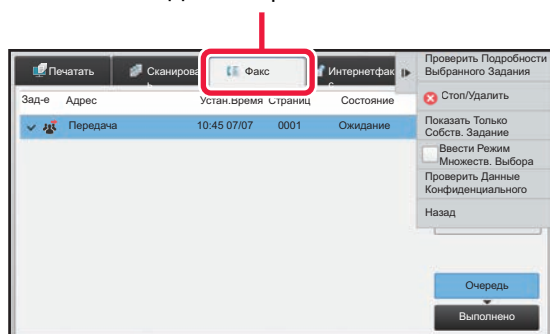 Печатать
Сканирова
ь
Факс
Интернетфак
с
Зад-е Адрес Устан.Время Страниц Состояние
Передача 10:45 07/07 0001 Ожидание
Проверить Подробности
Выбранного Задания
Стоп/Удалить
Показать Только
Собств. Задание
Ввести Режим
Множеств. Выбора
Проверить Данные
Конфиденциального
Назад
Очередь
Выполнено